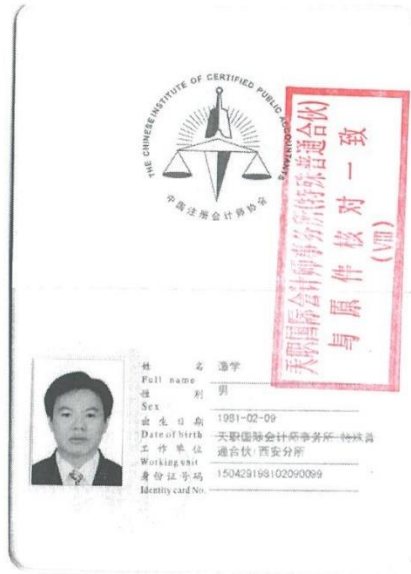 THE CHINESE INSTITUTE OF CERTIFIED PUBLIC ACCOUNTANTS
中国注册会计师协会
天职国际会计师事务所(特殊普通合伙)
与原件核对一致
(VIII)
姓 名
Full name
性 别 男
Sex
出生日期 1981-02-09
Date of birth
工作单位 天职国际会计师事务所(特殊普
Working unit 通合伙)西安分所
身份证号码 150429198102090099
Identity card No.